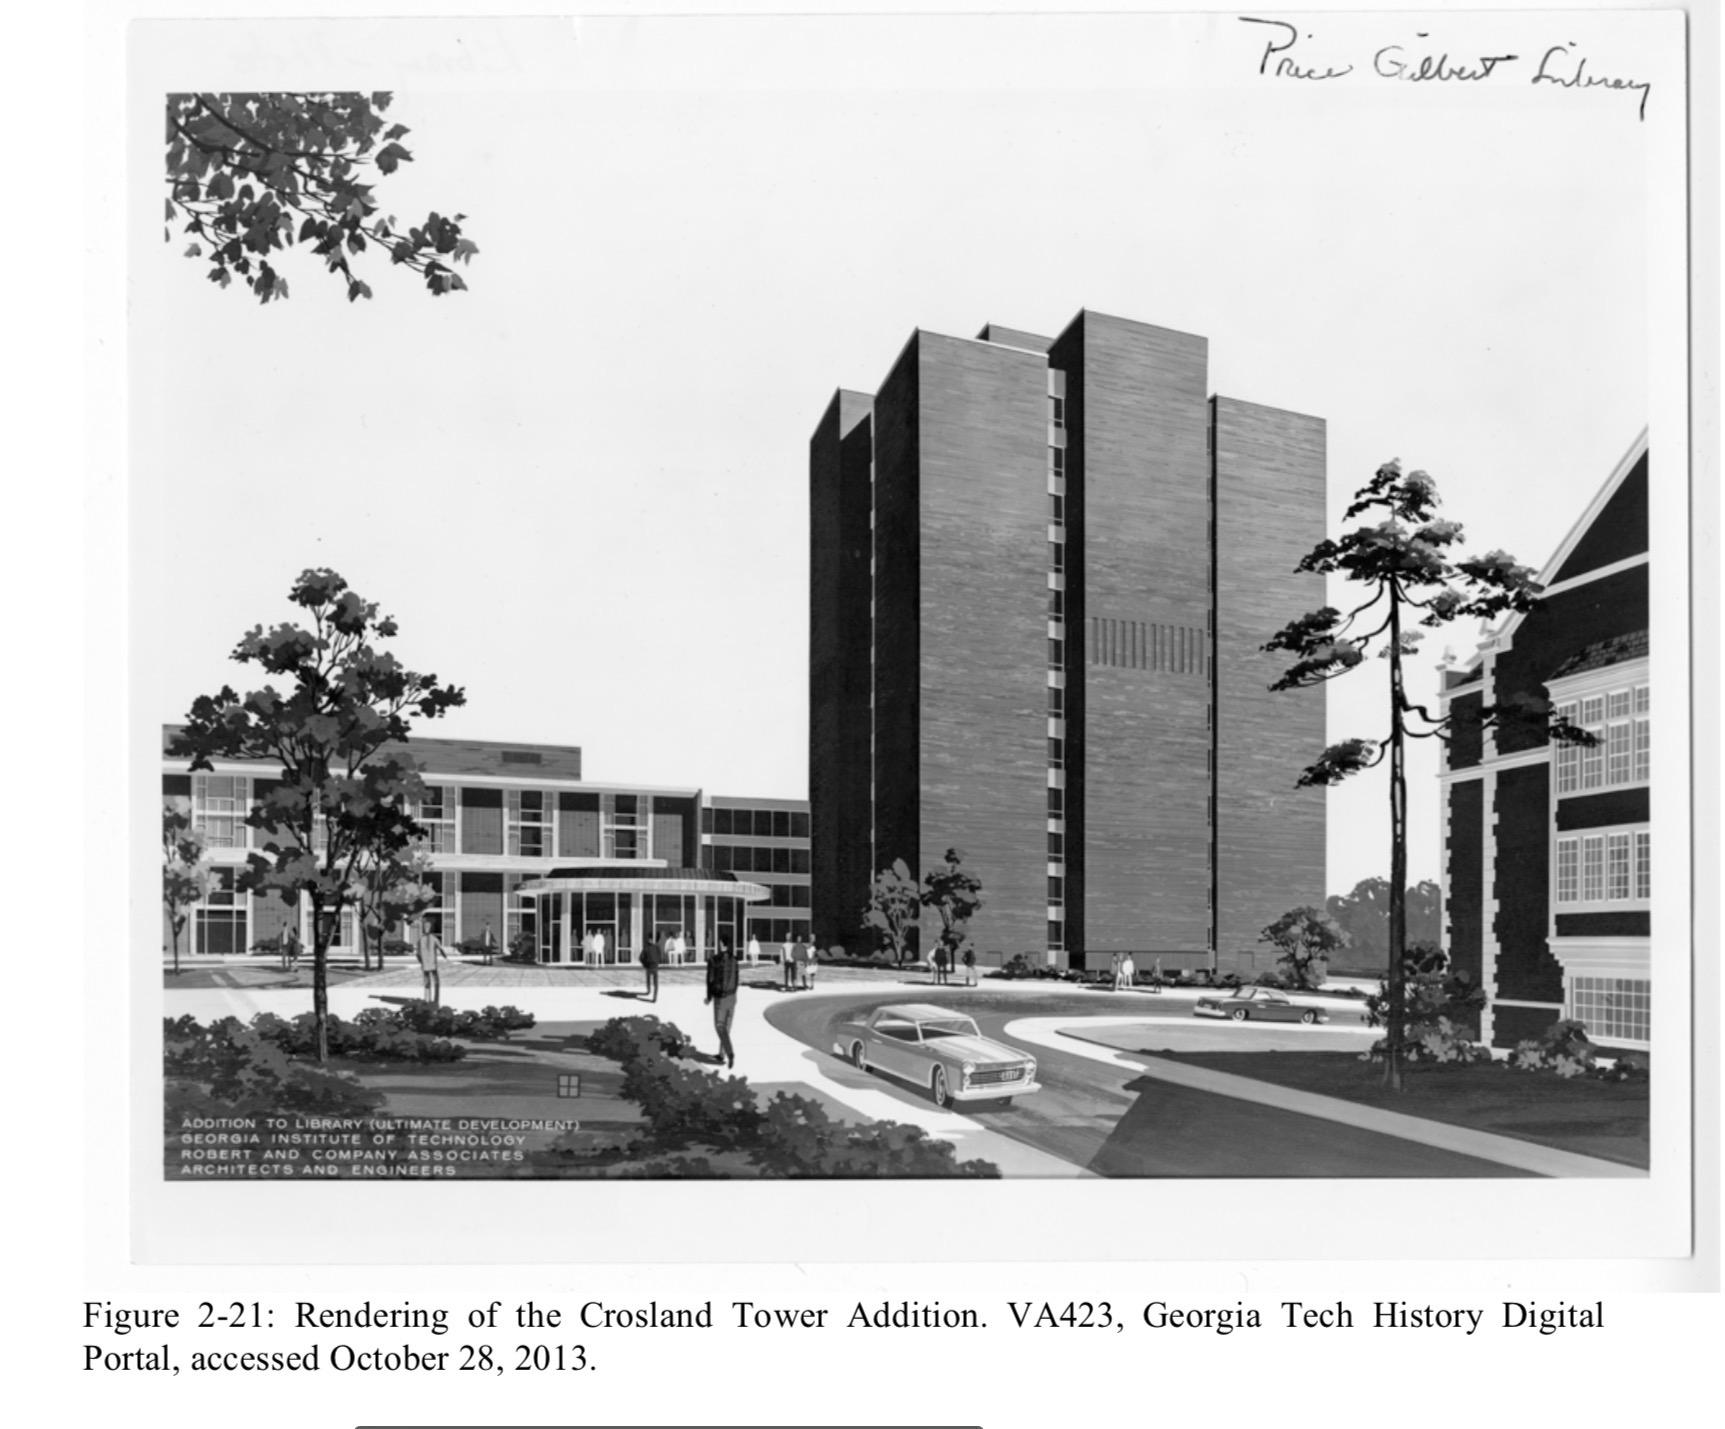 Price Gilbert Library
ADDITION TO LIBRARY (ULTIMATE DEVELOPMENT)
GEORGIA INSTITUTE OF TECHNOLOGY
ROBERT AND COMPANY ASSOCIATES
ARCHITECTS AND ENGINEERS
Figure 2-21: Rendering of the Crosland Tower Addition. VA423, Georgia Tech History Digital
Portal, accessed October 28, 2013.